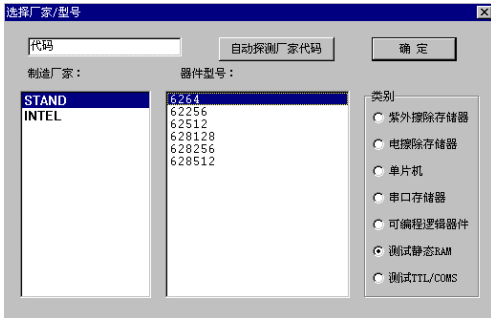 选择厂家/型号
代码
自动探测厂家代码
确 定
制造厂家：
器件型号：
STAND
INTEL
6264
62256
62512
628128
628256
628512
类别
紫外擦除存储器
电擦除存储器
单片机
串口存储器
可编程逻辑器件
测试静态RAM
测试TTL/COMS